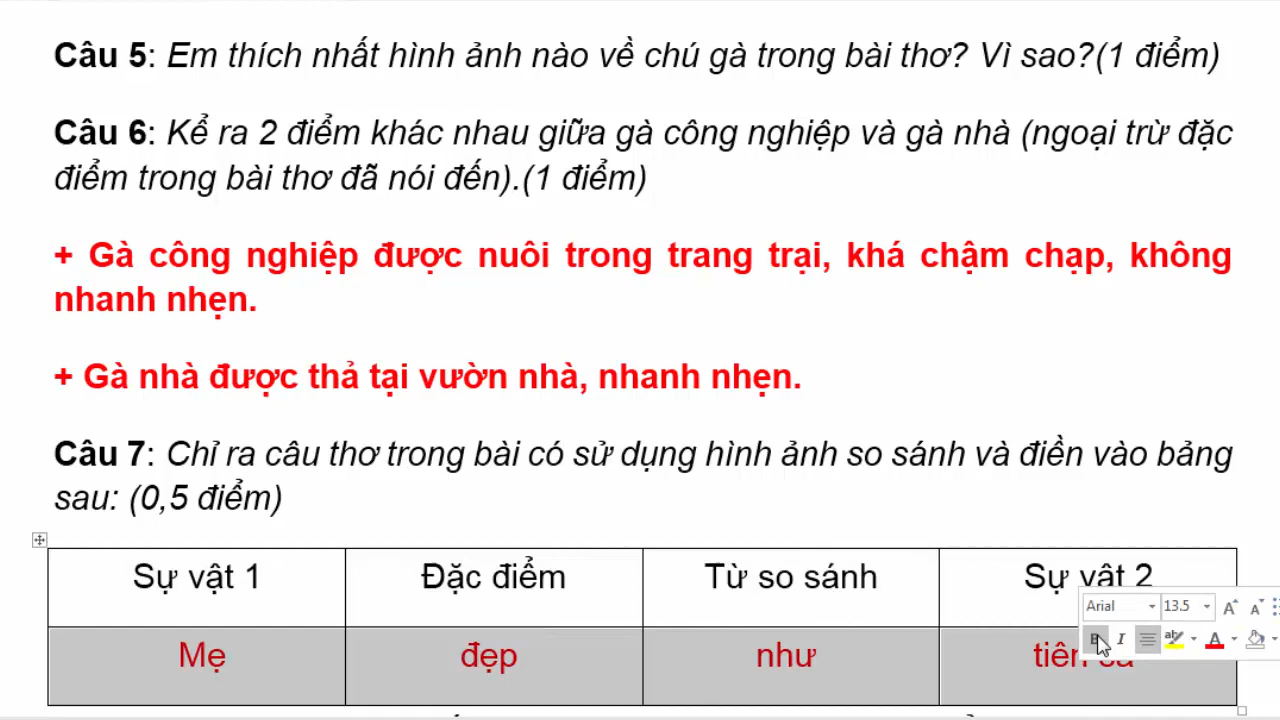 Câu 5: Em thích nhất hình ảnh nào về chú gà trong bài thơ? Vì sao?(1 điểm)
Câu 6: Kể ra 2 điểm khác nhau giữa gà công nghiệp và gà nhà (ngoại trừ đặc
điểm trong bài thơ đã nói đến).(1 điểm)
+ Gà công nghiệp được nuôi trong trang trại, khá chậm chạp, không
nhanh nhẹn.
+ Gà nhà được thả tại vườn nhà, nhanh nhẹn.
Câu 7: Chỉ ra câu thơ trong bài có sử dụng hình ảnh so sánh và điền vào bảng
sau: (0,5 điểm)
Sự vật 1 Đặc điểm Từ so sánh Sự vật 2
Arial 13.5 A A
B I ab A
Mẹ đẹp như tiên